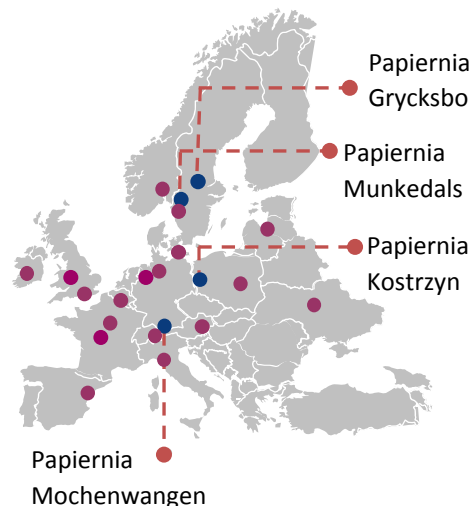 Papiernia
Grycksbo
Papiernia
Munkedals
Papiernia
Kostrzyn
Papiernia
Mochenwangen